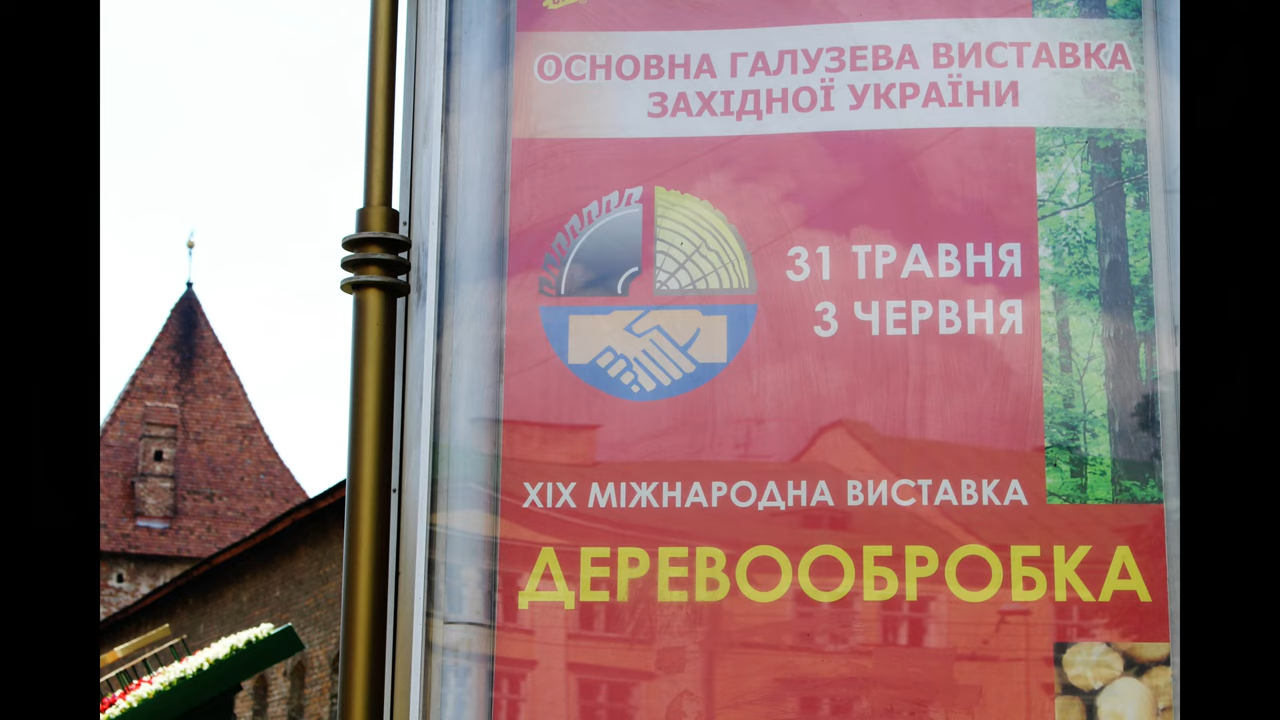 ОСНОВНА ГАЛУЗЕВА ВИСТАВКА
ЗАХІДНОЇ УКРАЇНИ
31 ТРАВНЯ
3 ЧЕРВНЯ
XIX МІЖНАРОДНА ВИСТАВКА
ДЕРЕВООБРОБКА